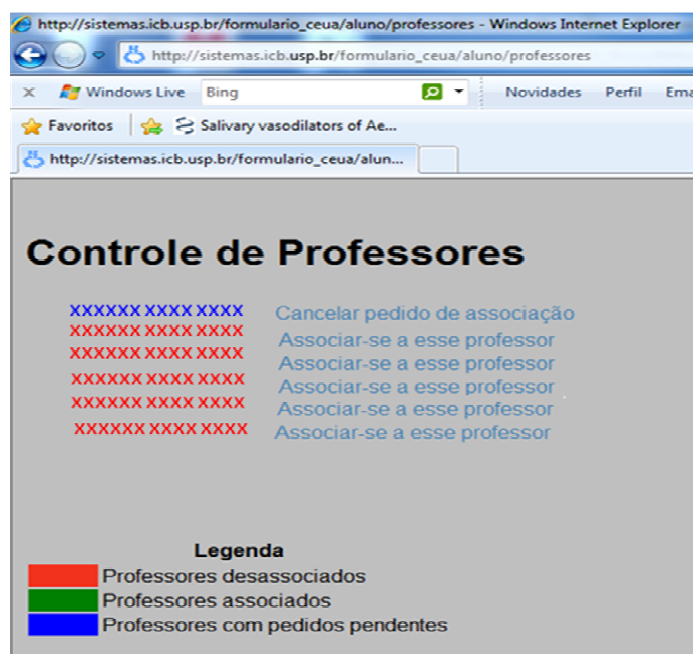 http://sistemas.icb.usp.br/formulario_ceua/aluno/professores - Windows Internet Explorer
http://sistemas.icb.usp.br/formulario_ceua/aluno/professores
x Windows Live Bing Novidades Perfil Ema
Favoritos Salivary vasodilators of Ae...
http://sistemas.icb.usp.br/formulario_ceua/alun...
Controle de Professores
XXXXXX XXXX XXXX Cancelar pedido de associação
XXXXXX XXXX XXXX Associar-se a esse professor
XXXXXX XXXX XXXX Associar-se a esse professor
XXXXXX XXXX XXXX Associar-se a esse professor
XXXXXX XXXX XXXX Associar-se a esse professor
XXXXXX XXXX XXXX Associar-se a esse professor
Legenda
Professores desassociados
Professores associados
Professores com pedidos pendentes